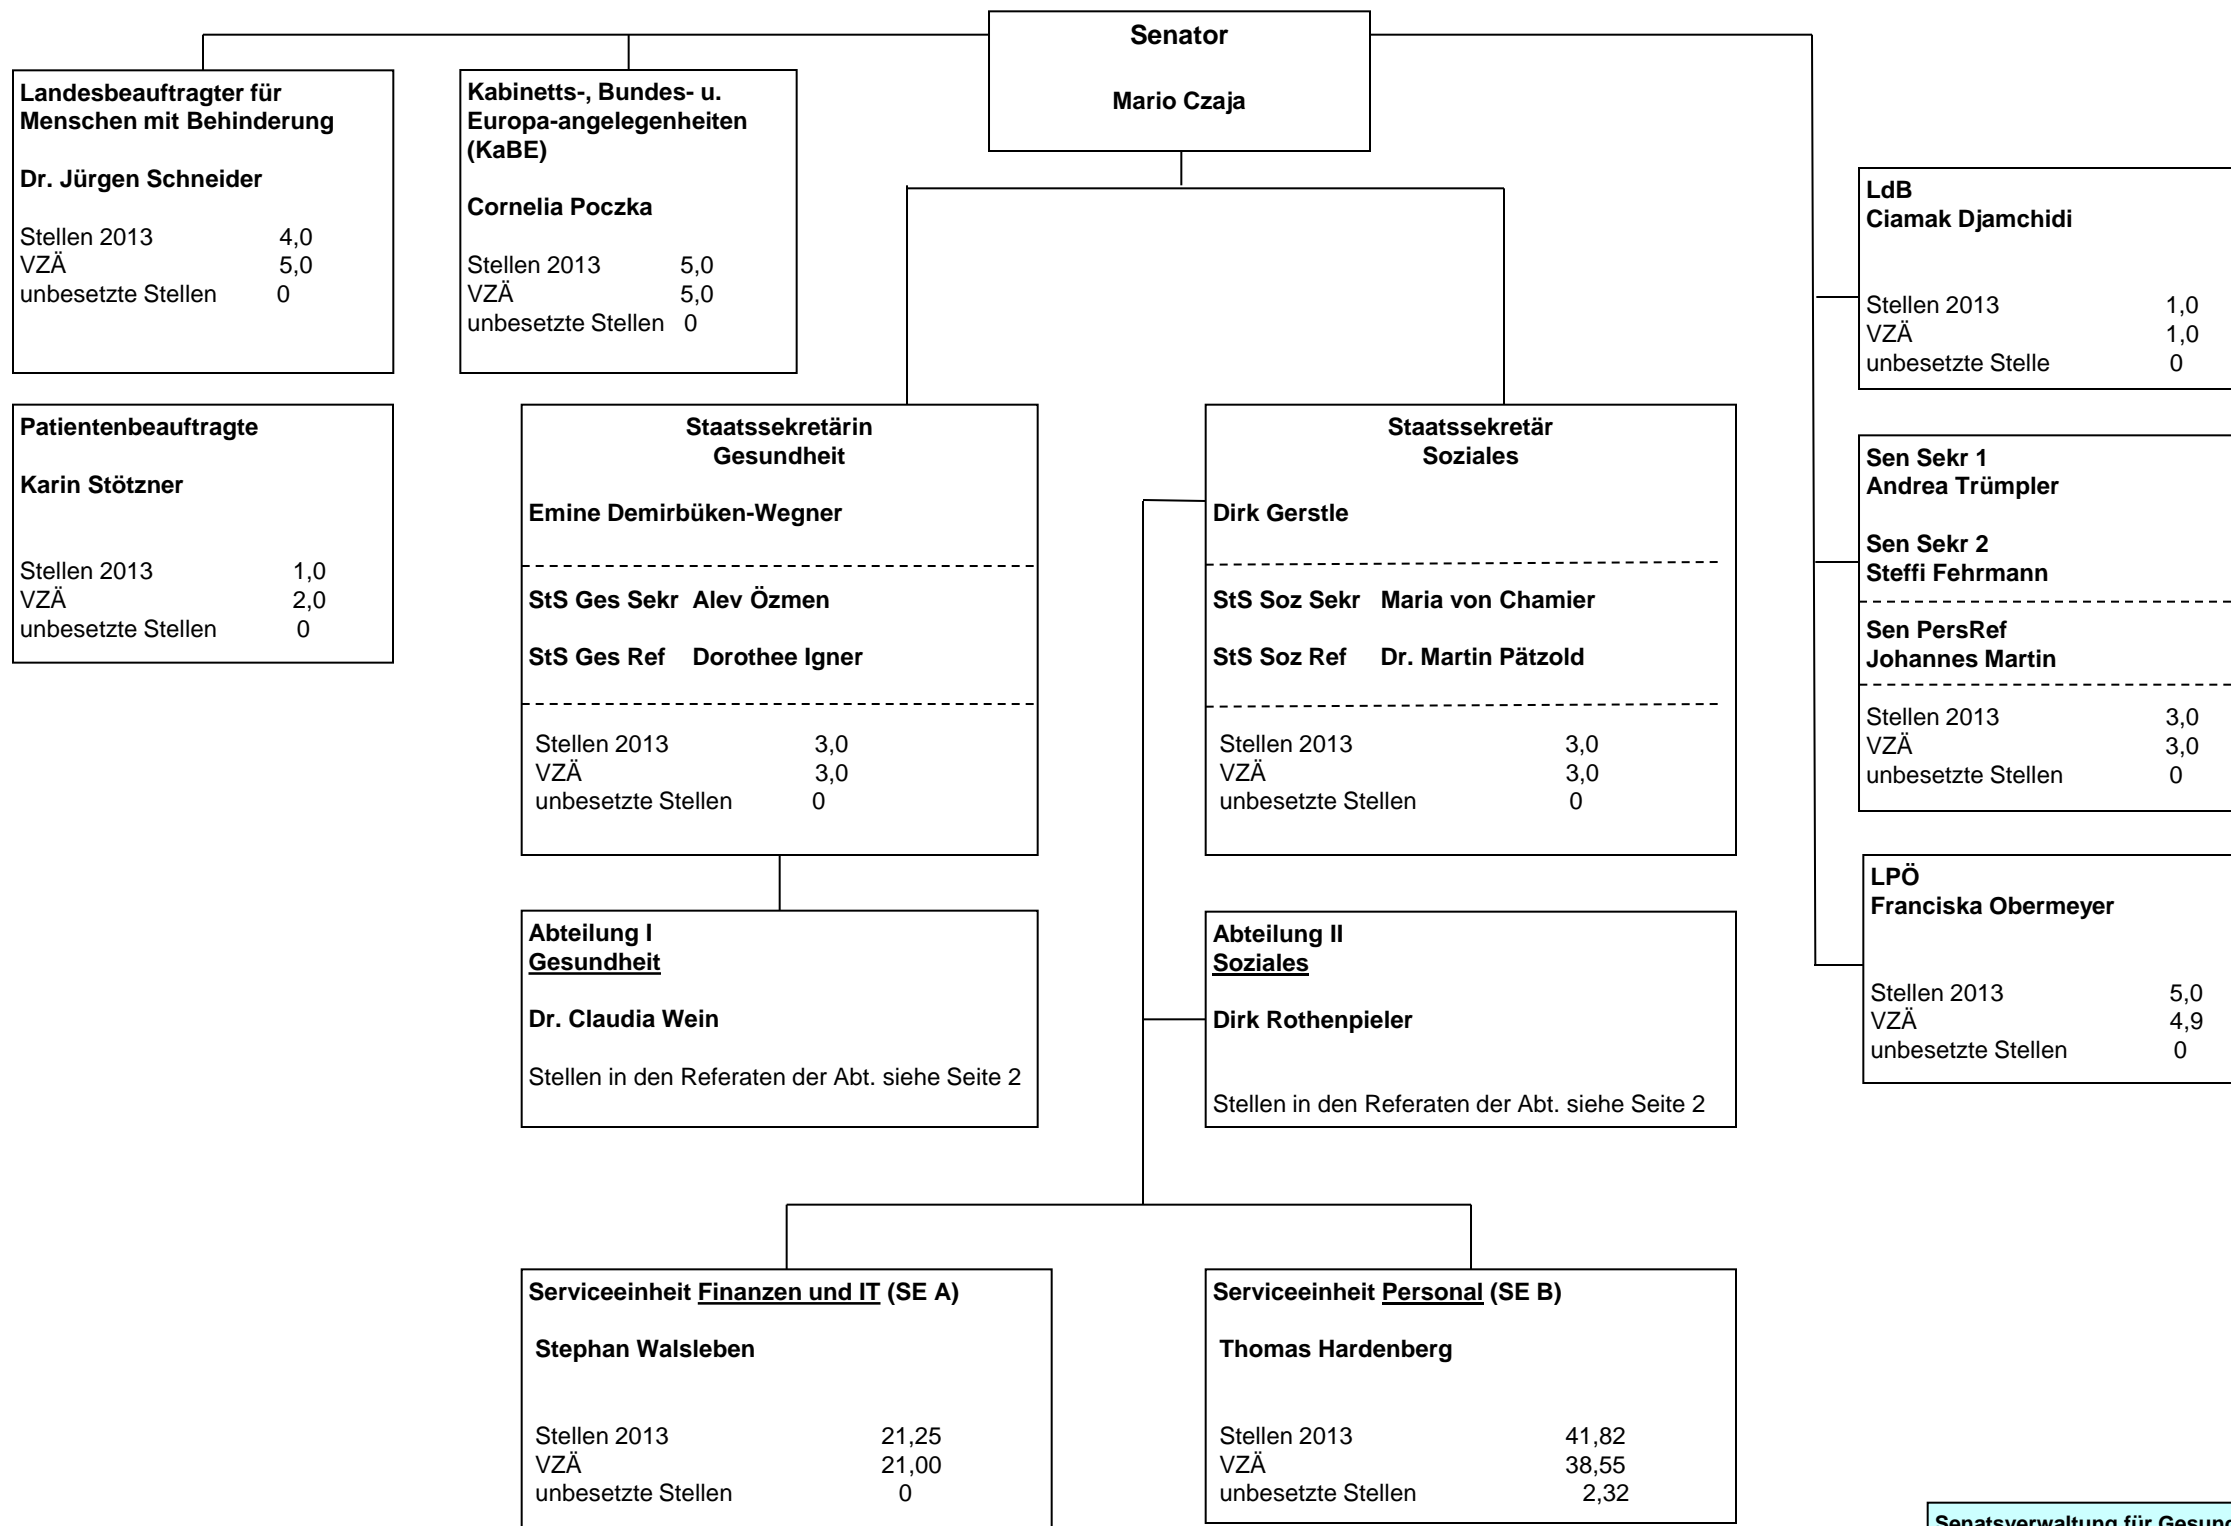 Senator
Mario Czaja
Landesbeauftragter für
Menschen mit Behinderung
Dr. Jürgen Schneider
Stellen 2013 4,0
VZÄ 5,0
unbesetzte Stellen 0
Kabinetts-, Bundes- u.
Europa-angelegenheiten
(KaBE)
Cornelia Poczka
Stellen 2013 5,0
VZÄ 5,0
unbesetzte Stellen 0
LdB
Ciamak Djamchidi
Stellen 2013 1,0
VZÄ 1,0
unbesetzte Stelle 0
Patientenbeauftragte
Karin Stötzner
Stellen 2013 1,0
VZÄ 2,0
unbesetzte Stellen 0
Staatssekretärin
Gesundheit
Emine Demirbüken-Wegner
StS Ges Sekr Alev Özmen
StS Ges Ref Dorothee Igner
Stellen 2013 3,0
VZÄ 3,0
unbesetzte Stellen 0
Staatssekretär
Soziales
Dirk Gerstle
StS Soz Sekr Maria von Chamier
StS Soz Ref Dr. Martin Pätzold
Stellen 2013 3,0
VZÄ 3,0
unbesetzte Stellen 0
Sen Sekr 1
Andrea Trümpler
Sen Sekr 2
Steffi Fehrmann
Sen PersRef
Johannes Martin
Stellen 2013 3,0
VZÄ 3,0
unbesetzte Stellen 0
LPÖ
Franciska Obermeyer
Stellen 2013 5,0
VZÄ 4,9
unbesetzte Stellen 0
Abteilung I
Gesundheit
Dr. Claudia Wein
Stellen in den Referaten der Abt. siehe Seite 2
Abteilung II
Soziales
Dirk Rothenpieler
Stellen in den Referaten der Abt. siehe Seite 2
Serviceeinheit Finanzen und IT (SE A)
Stephan Walsleben
Stellen 2013 21,25
VZÄ 21,00
unbesetzte Stellen 0
Serviceeinheit Personal (SE B)
Thomas Hardenberg
Stellen 2013 41,82
VZÄ 38,55
unbesetzte Stellen 2,32
Senatsverwaltung für